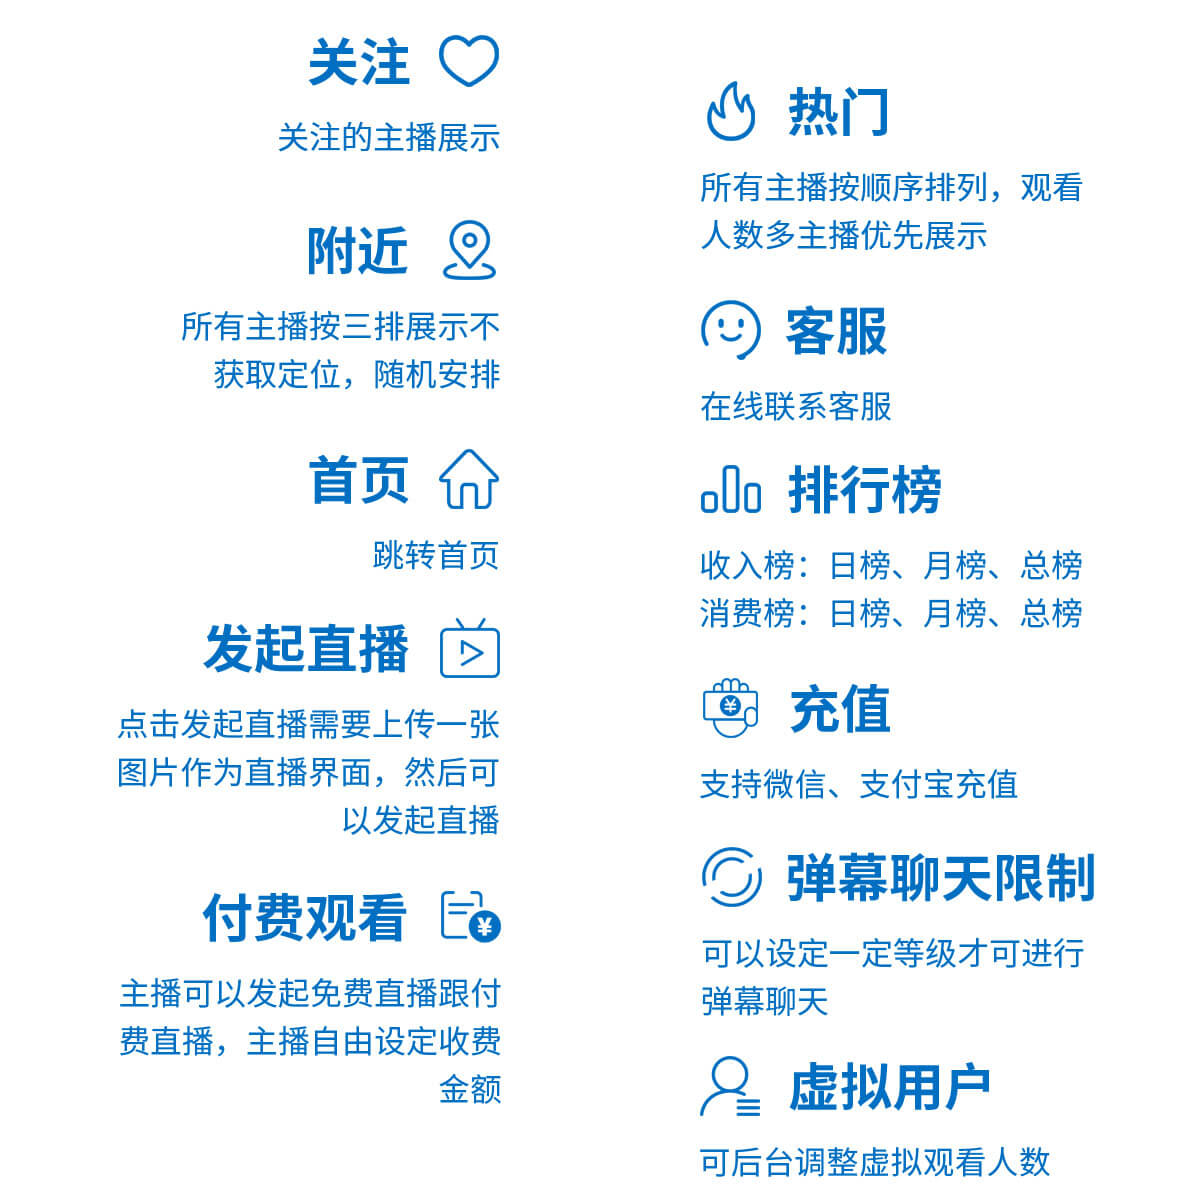 关注
关注的主播展示
附近
所有主播按三排展示不
获取定位，随机安排
首页
跳转首页
发起直播
点击发起直播需要上传一张
图片作为直播界面，然后可
以发起直播
付费观看
主播可以发起免费直播跟付
费直播，主播自由设定收费
金额
热门
所有主播按顺序排列，观看
人数多主播优先展示
客服
在线联系客服
排行榜
收入榜：日榜、月榜、总榜
消费榜：日榜、月榜、总榜
充值
支持微信、支付宝充值
弹幕聊天限制
可以设定一定等级才可进行
弹幕聊天
虚拟用户
可后台调整虚拟观看人数